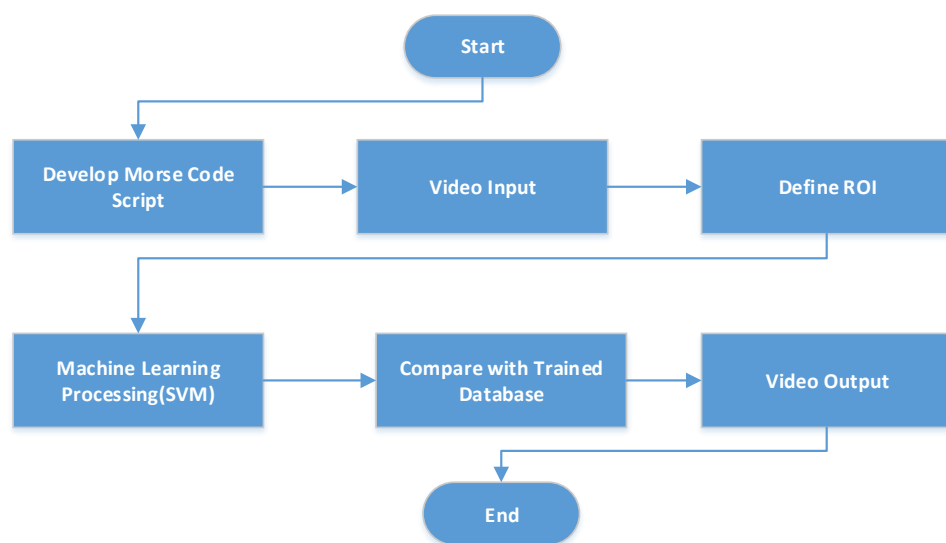 Start
Develop Morse Code
Script
Video Input
Define ROI
Machine Learning
Processing(SVM)
Compare with Trained
Database
Video Output
End